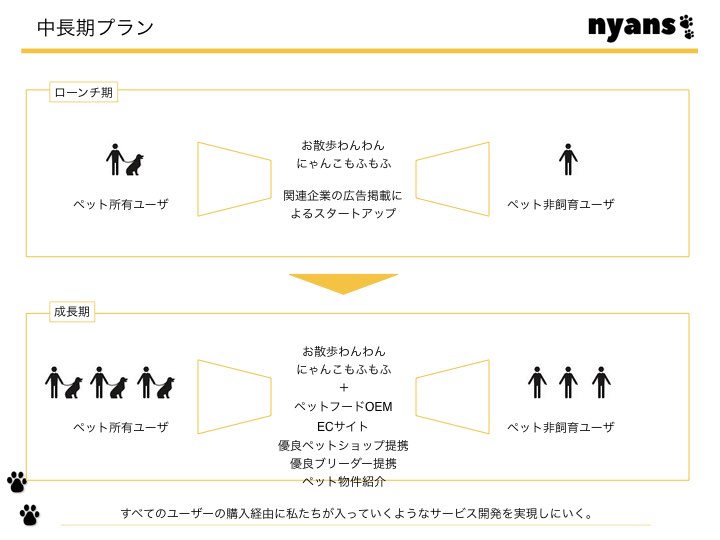 中長期プラン
nyans
ローンチ期
お散歩わんわん
にゃんこもふもふ
関連企業の広告掲載に
よるスタートアップ
ペット所有ユーザ
ペット非飼育ユーザ
成長期
お散歩わんわん
にゃんこもふもふ
＋
ペットフードOEM
ECサイト
優良ペットショップ提携
優良ブリーダー提携
ペット物件紹介
ペット所有ユーザ
ペット非飼育ユーザ
すべてのユーザーの購入経由に私たちが入っていくようなサービス開発を実現しにいく。